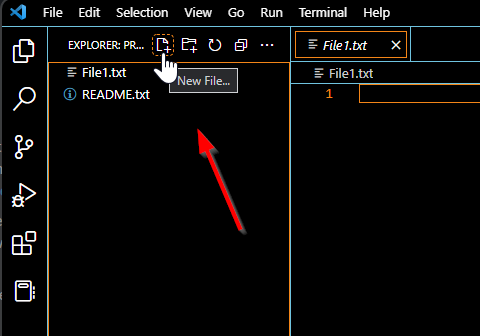 File Edit Selection View Go Run Terminal Help
EXPLORER: PR...
File1.txt
README.txt
New File...
File1.txt
File1.txt
1